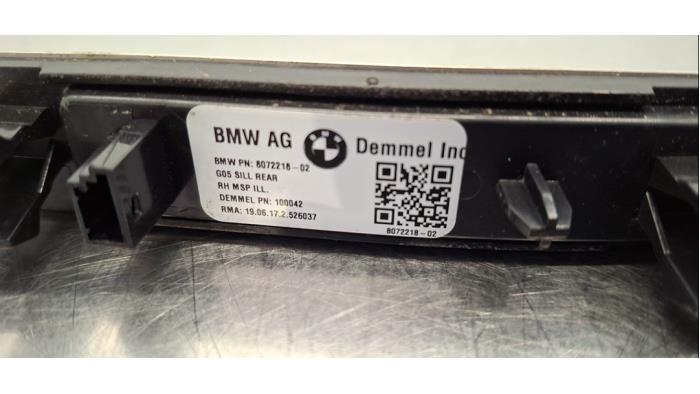 BMW AG Demmel Inc
BMW PN: 8072218-02
G05 SILL REAR
RH MSP ILL.
DEMMEL PN: 100042
RMA: 19.06.17.2.526037
8072218-02